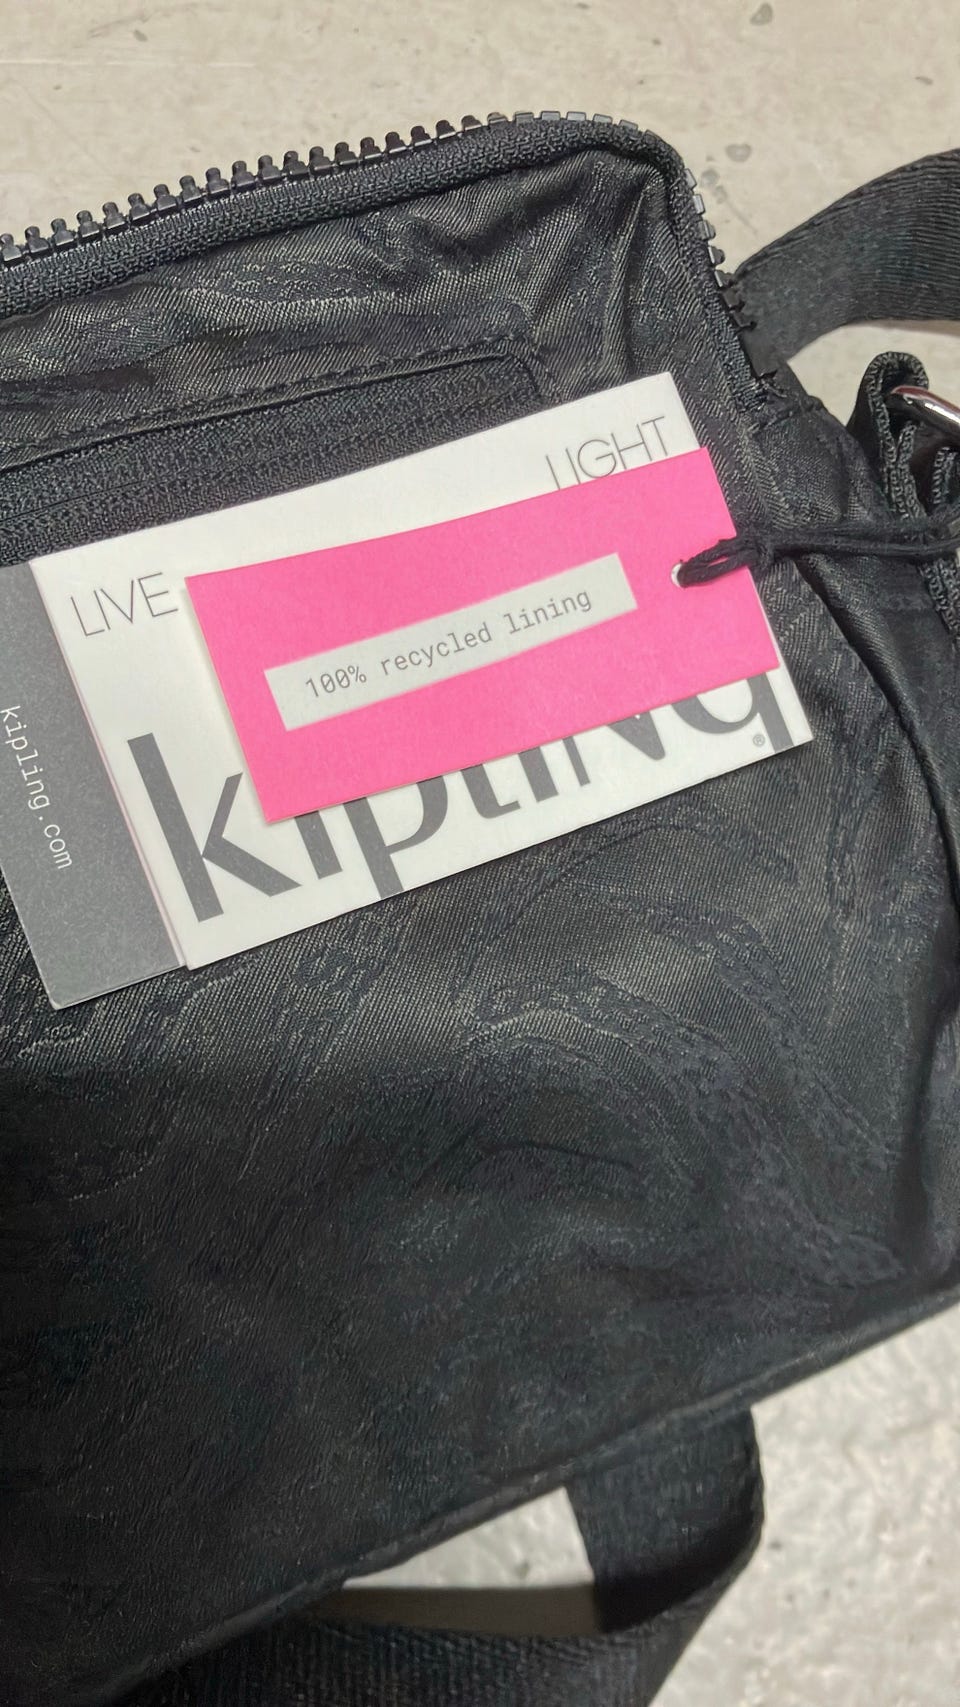 LIVE LIGHT
100% recycled lining
kipling®
kipling.com